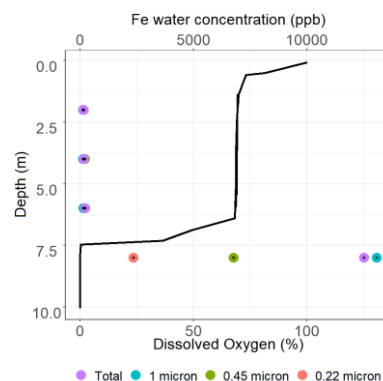 Fe water concentration (ppb)
0 5000 10000
0.0
2.5
5.0
7.5
10.0
Depth (m)
0 50 100
Dissolved Oxygen (%)
Total 1 micron 0.45 micron 0.22 micron